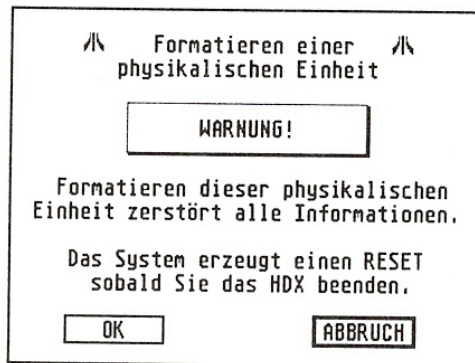 Formatieren einer
physikalischen Einheit
WARNUNG!
Formatieren dieser physikalischen
Einheit zerstört alle Informationen.
Das System erzeugt einen RESET
sobald Sie das HDX beenden.
OK ABBRUCH